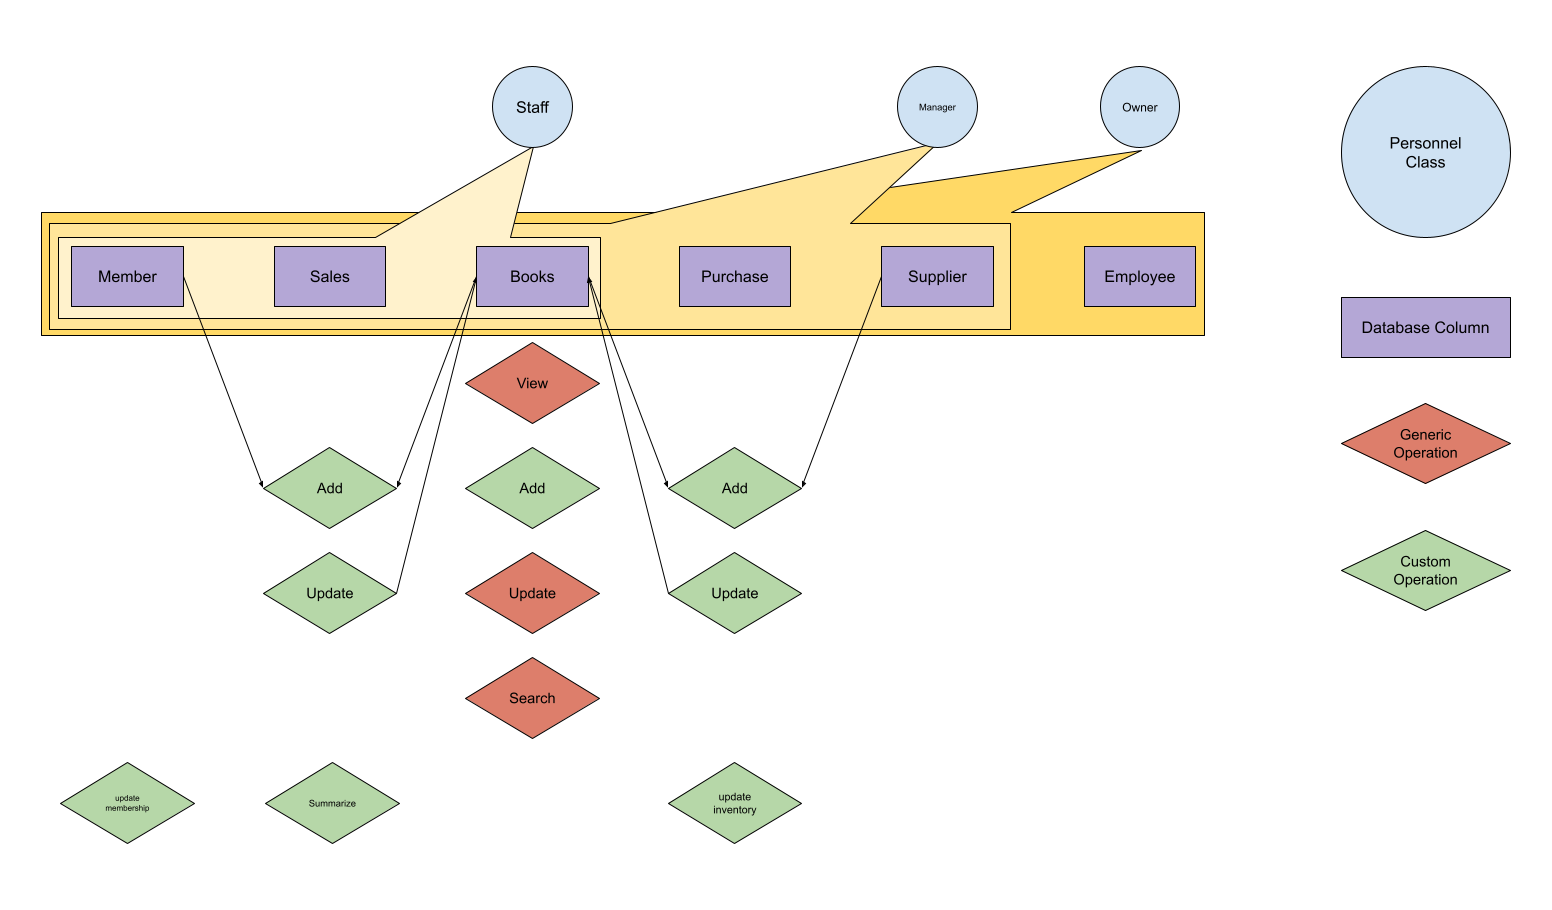 Staff
Manager
Owner
Personnel
Class
Member
Sales
Books
Purchase
Supplier
Employee
Database Column
View
Generic
Operation
Add
Add
Add
Custom
Operation
Update
Update
Update
Search
update
membership
Summarize
update
inventory